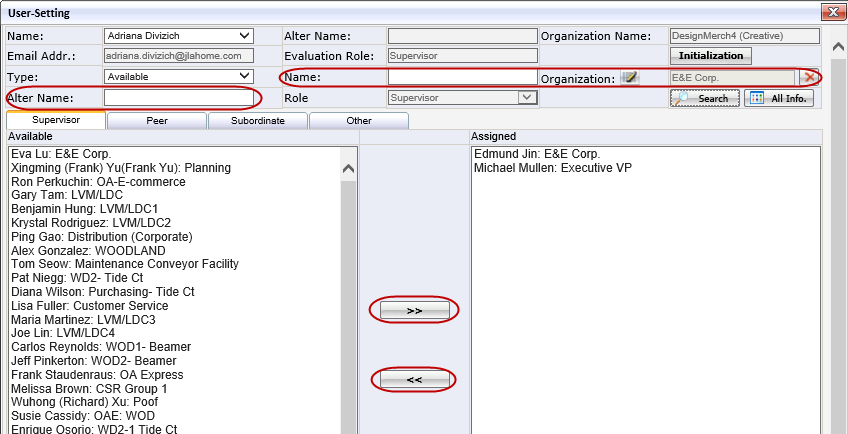 User-Setting
Name: Adriana Divizich Alter Name: Organization Name: DesignMerch4 (Creative)
Email Addr.: adriana.divizich@jlahome.com Evaluation Role: Supervisor Initialization
Type: Available Name: Organization: E&E Corp.
Alter Name: Role Supervisor Search All Info.
Supervisor Peer Subordinate Other
Available Assigned
Eva Lu: E&E Corp.
Xingming (Frank) Yu(Frank Yu): Planning
Ron Perkuchin: OA-E-commerce
Gary Tam: LVM/LDC
Benjamin Hung: LVM/LDC1
Krystal Rodriguez: LVM/LDC2
Ping Gao: Distribution (Corporate)
Alex Gonzalez: WOODLAND
Tom Seow: Maintenance Conveyor Facility
Pat Niegg: WD2- Tide Ct
Diana Wilson: Purchasing- Tide Ct
Lisa Fuller: Customer Service
Maria Martinez: LVM/LDC3
Joe Lin: LVM/LDC4
Carlos Reynolds: WOD1- Beamer
Jeff Pinkerton: WOD2- Beamer
Frank Staudenraus: OA Express
Melissa Brown: CSR Group 1
Wuhong (Richard) Xu: Poof
Susie Cassidy: OAE: WOD
Enrique Osorio: WD2-1 Tide Ct
>>
<<
Edmund Jin: E&E Corp.
Michael Mullen: Executive VP